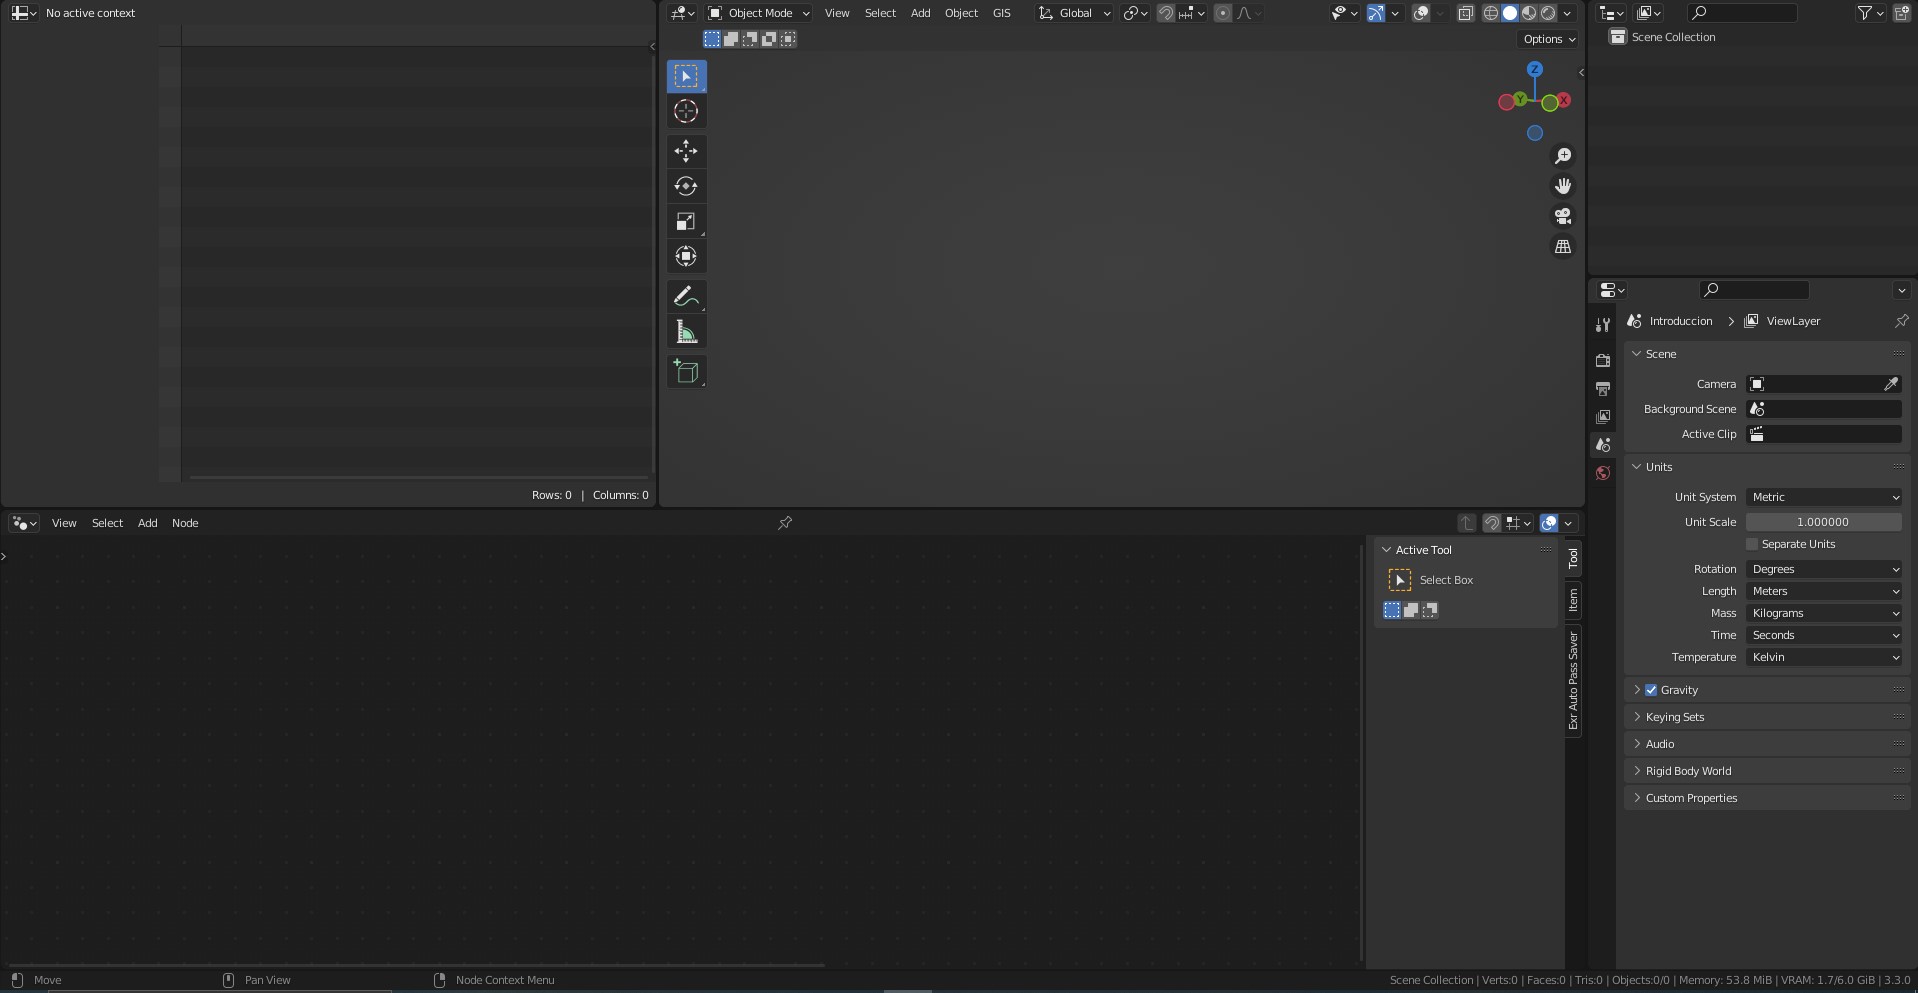 No active context
Rows: 0 | Columns: 0
Object Mode View Select Add Object GIS Global
Options
Z
Y X
Scene Collection
Introduccion ViewLayer
Scene
Camera
Background Scene
Active Clip
Units
Unit System Metric
Unit Scale 1.000000
Separate Units
Rotation Degrees
Length Meters
Mass Kilograms
Time Seconds
Temperature Kelvin
Gravity
Keying Sets
Audio
Rigid Body World
Custom Properties
View Select Add Node
Active Tool
Select Box
Tool
Item
Exr Auto Pass Saver
Move Pan View Node Context Menu
Scene Collection | Verts:0 | Faces:0 | Tris:0 | Objects:0/0 | Memory: 53.8 MiB | VRAM: 1.7/6.0 GiB | 3.3.0